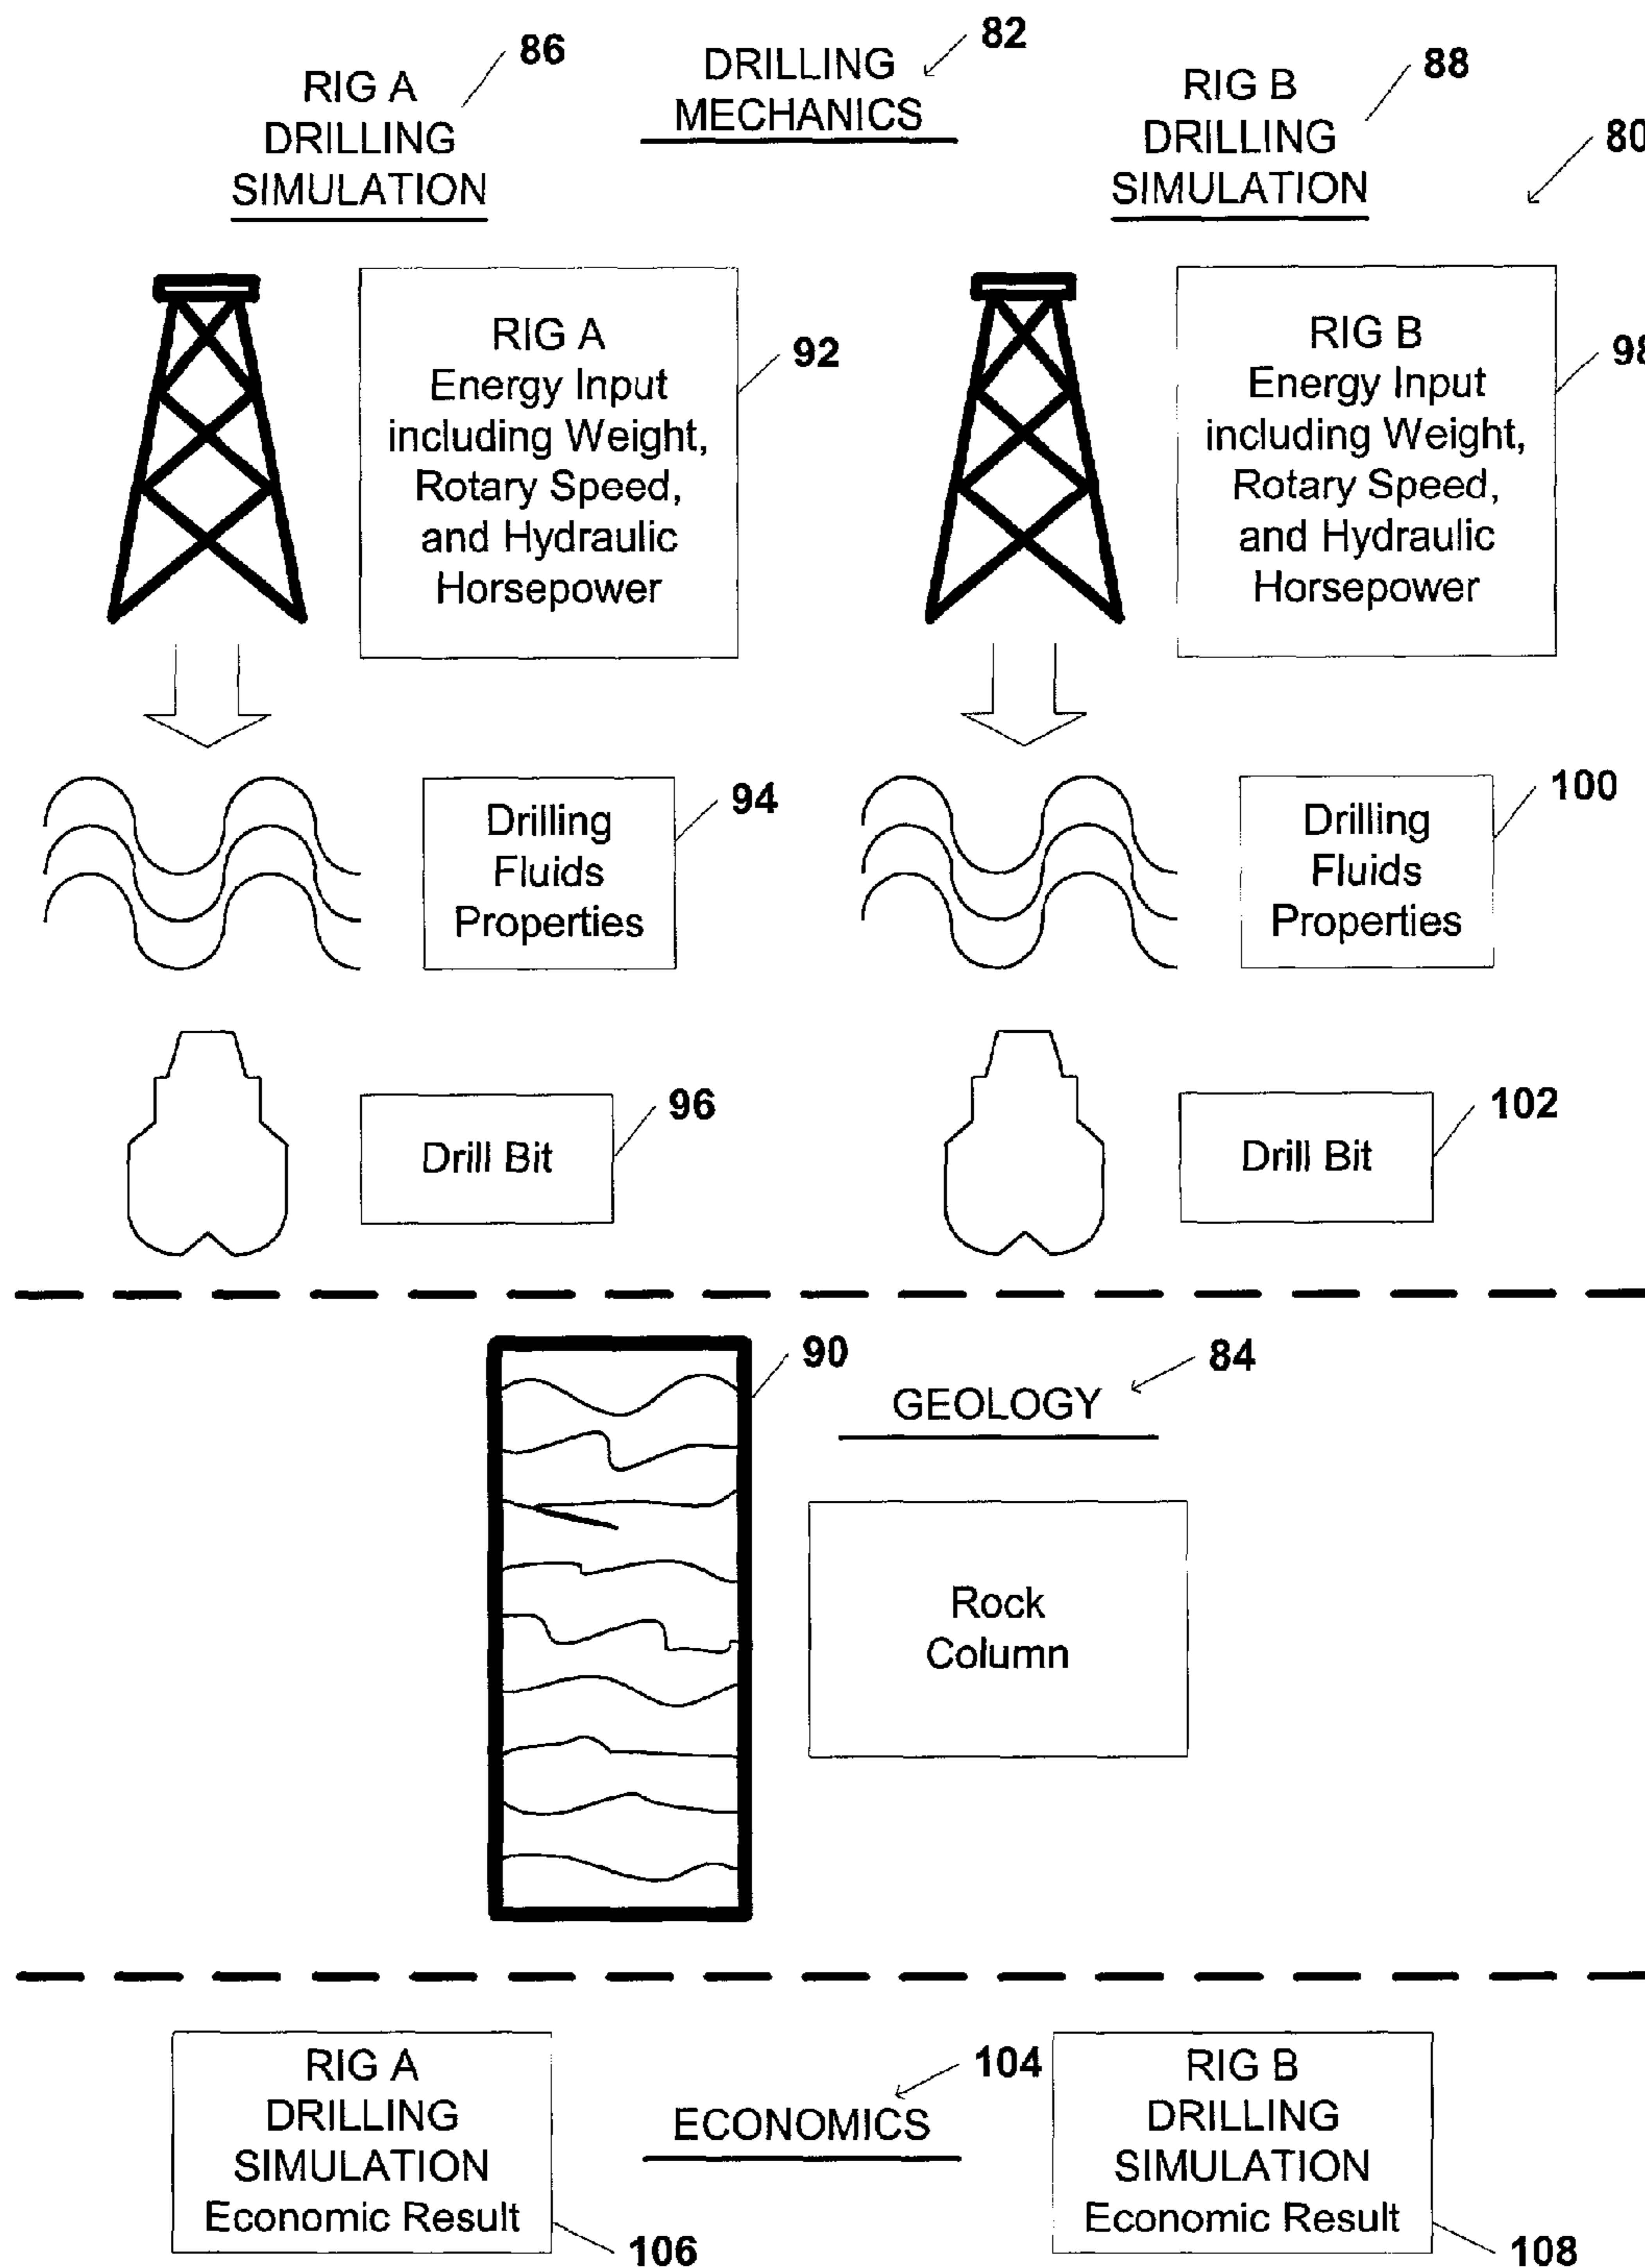 86
RIG A
DRILLING
SIMULATION
82
DRILLING
MECHANICS
88
RIG B
DRILLING
SIMULATION
80
RIG A
Energy Input
including Weight,
Rotary Speed,
and Hydraulic
Horsepower
92
RIG B
Energy Input
including Weight,
Rotary Speed,
and Hydraulic
Horsepower
98
Drilling
Fluids
Properties
94
Drilling
Fluids
Properties
100
Drill Bit
96
Drill Bit
102
90
GEOLOGY
84
Rock
Column
RIG A
DRILLING
SIMULATION
Economic Result
106
ECONOMICS
104
RIG B
DRILLING
SIMULATION
Economic Result
108